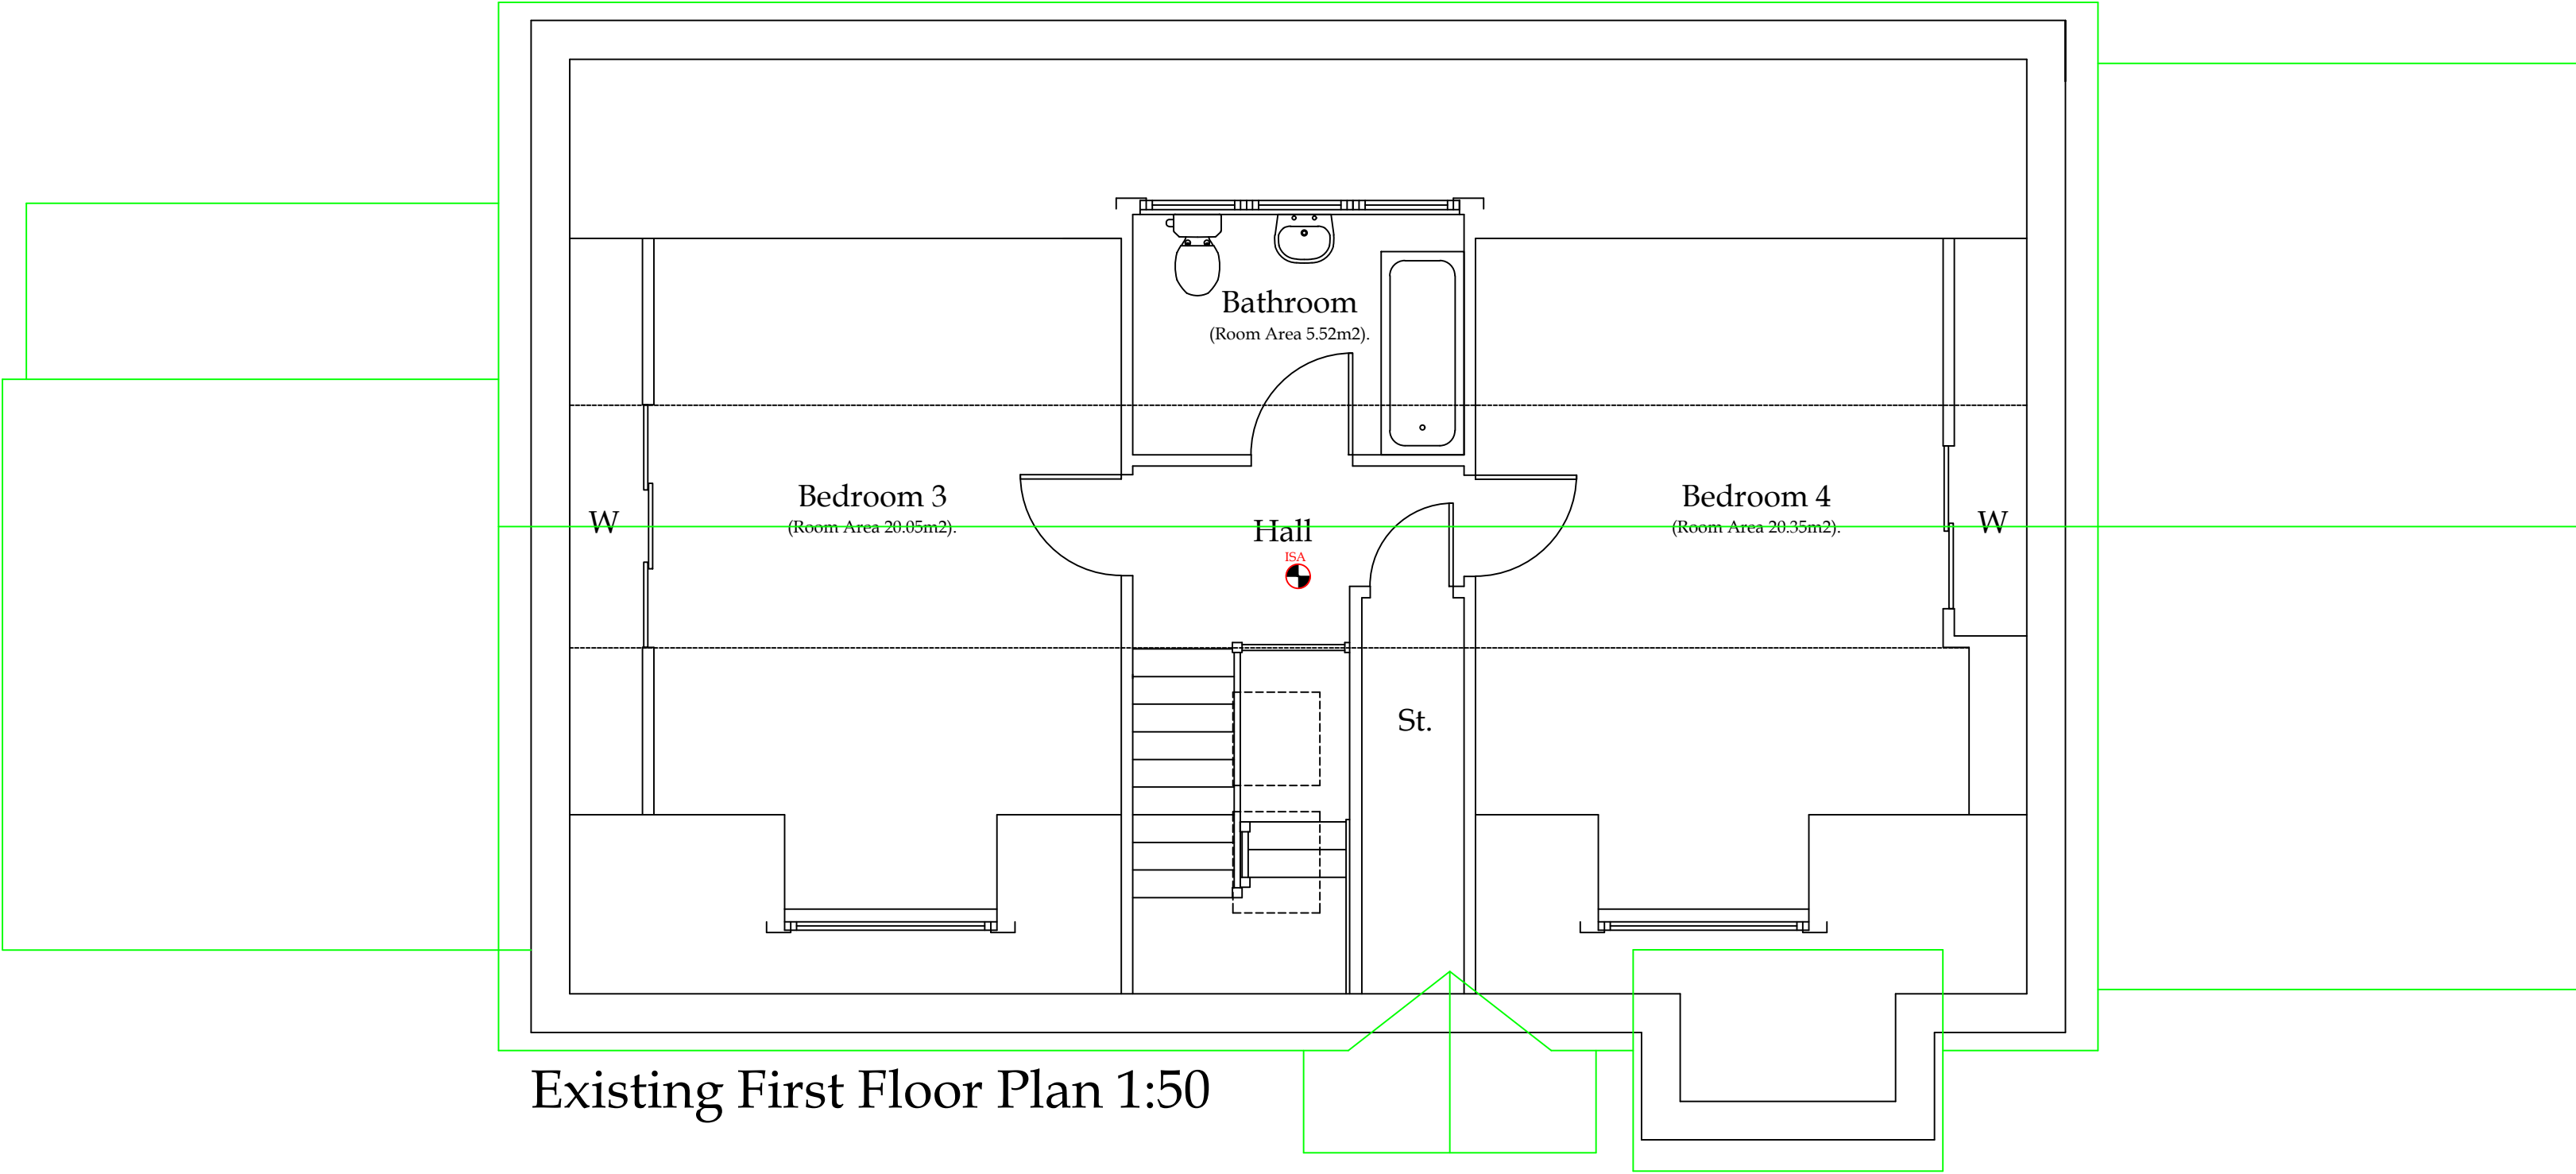 Bathroom
(Room Area 5.52m2).
Bedroom 3
(Room Area 20.05m2).
Bedroom 4
(Room Area 20.35m2).
W
Hall
W
ISA
St.
Existing First Floor Plan 1:50